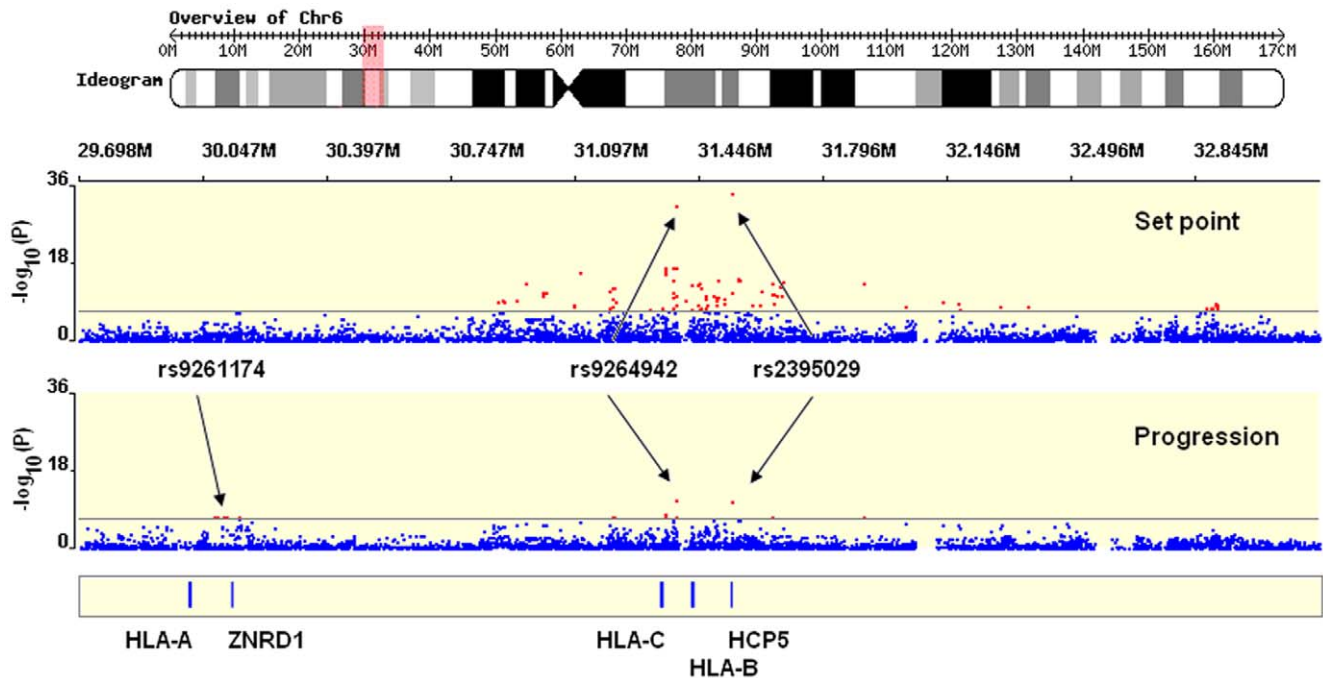 Overview of Chr6
0M 10M 20M 30M 40M 50M 60M 70M 80M 90M 100M 110M 120M 130M 140M 150M 160M 170M
Ideogram
29.698M 30.047M 30.397M 30.747M 31.097M 31.446M 31.796M 32.146M 32.496M 32.845M
36
Set point
-log10(P)
18
0
rs9261174 rs9264942 rs2395029
36
Progression
-log10(P)
18
0
HLA-A ZNRD1 HLA-C HCP5
HLA-B